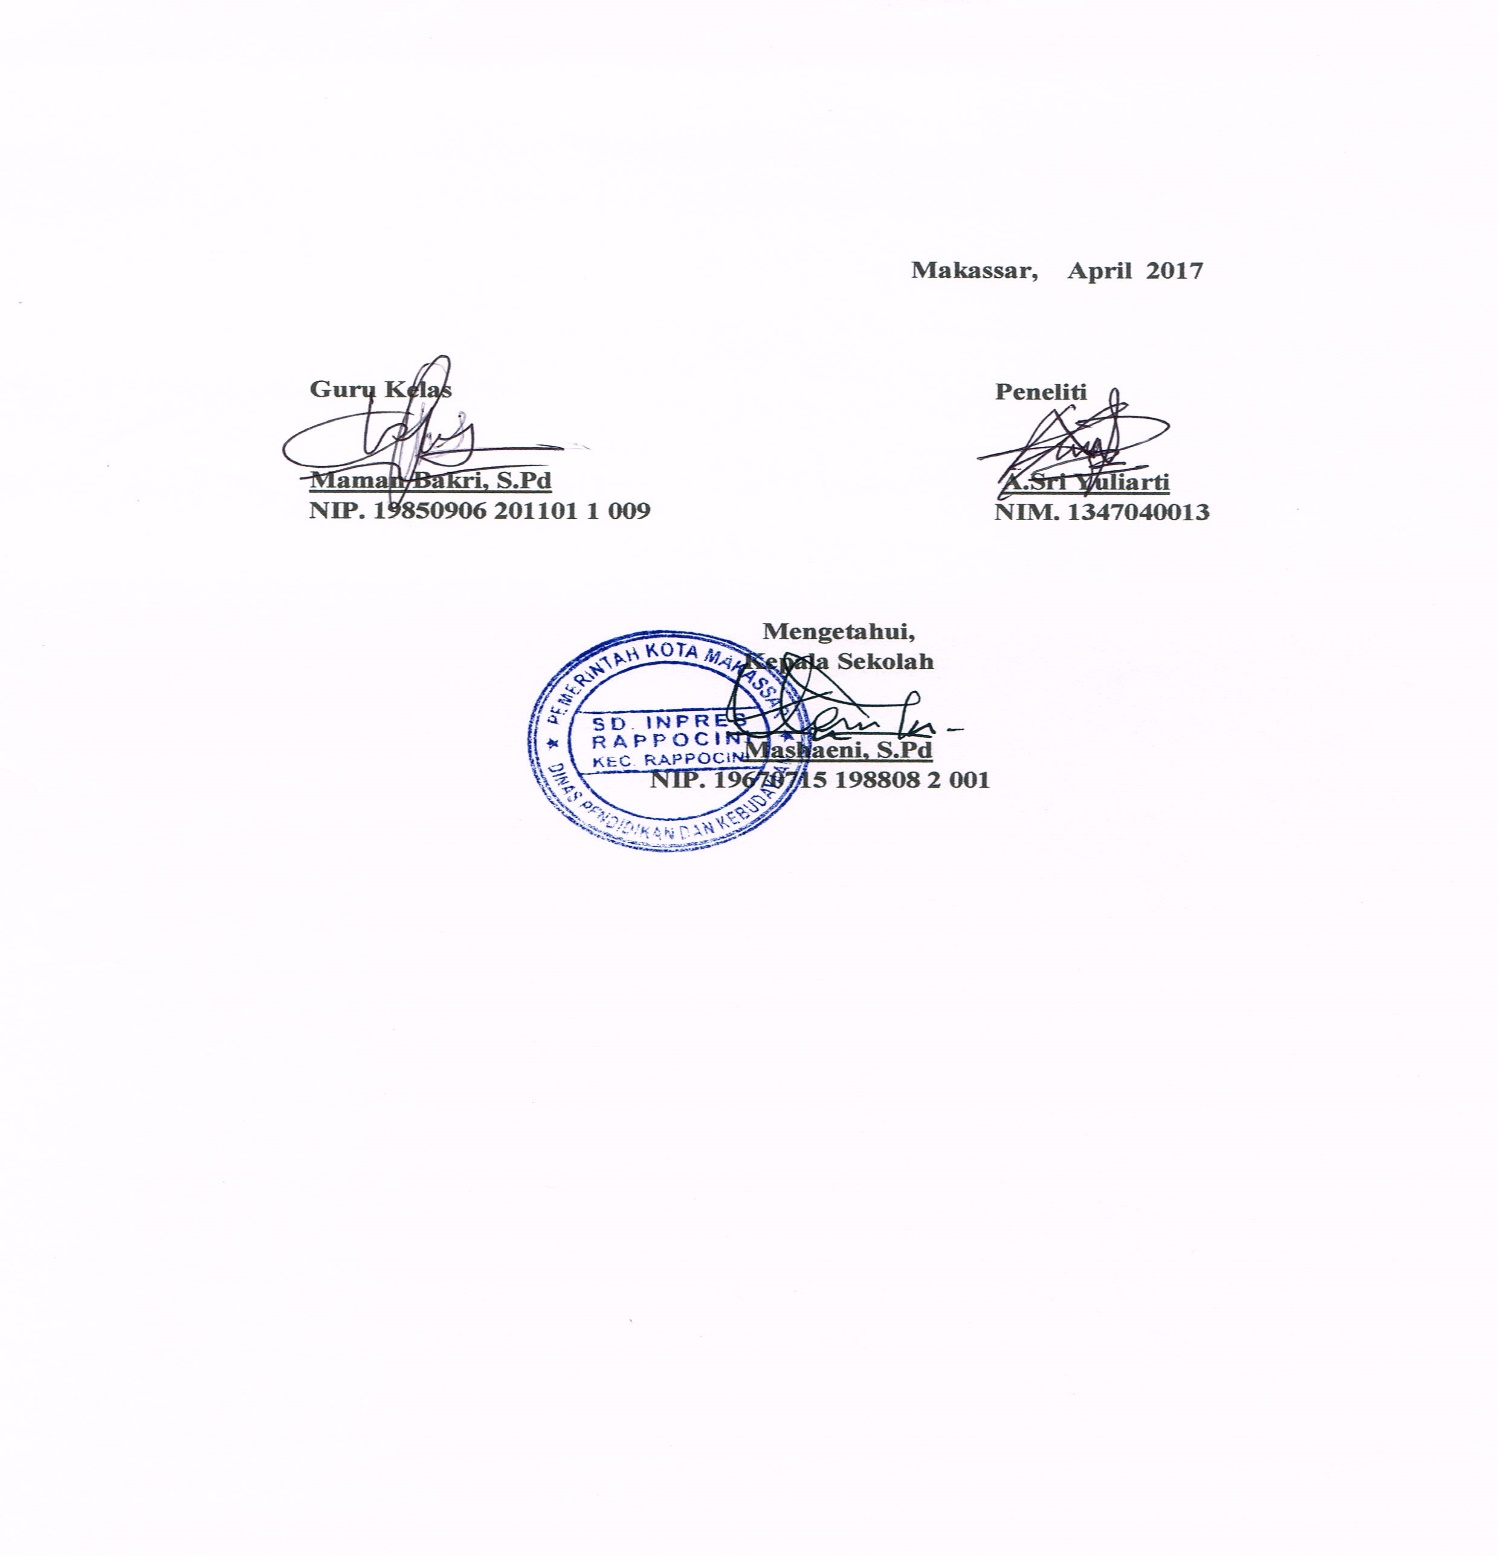 Makassar, April 2017
Guru Kelas
Peneliti
Maman Bakri, S.Pd
A.Sri Yuliarti
NIP. 19850906 201101 1 009
NIM. 1347040013
Mengetahui,
Kepala Sekolah
PEMERINTAH KOTA MAKASSAR
SD. INPRES
RAPPOCINI
KEC. RAPPOCINI
DINAS PENDIDIKAN DAN KEBUDAYAAN
Mashaeni, S.Pd
NIP. 198808 2 001